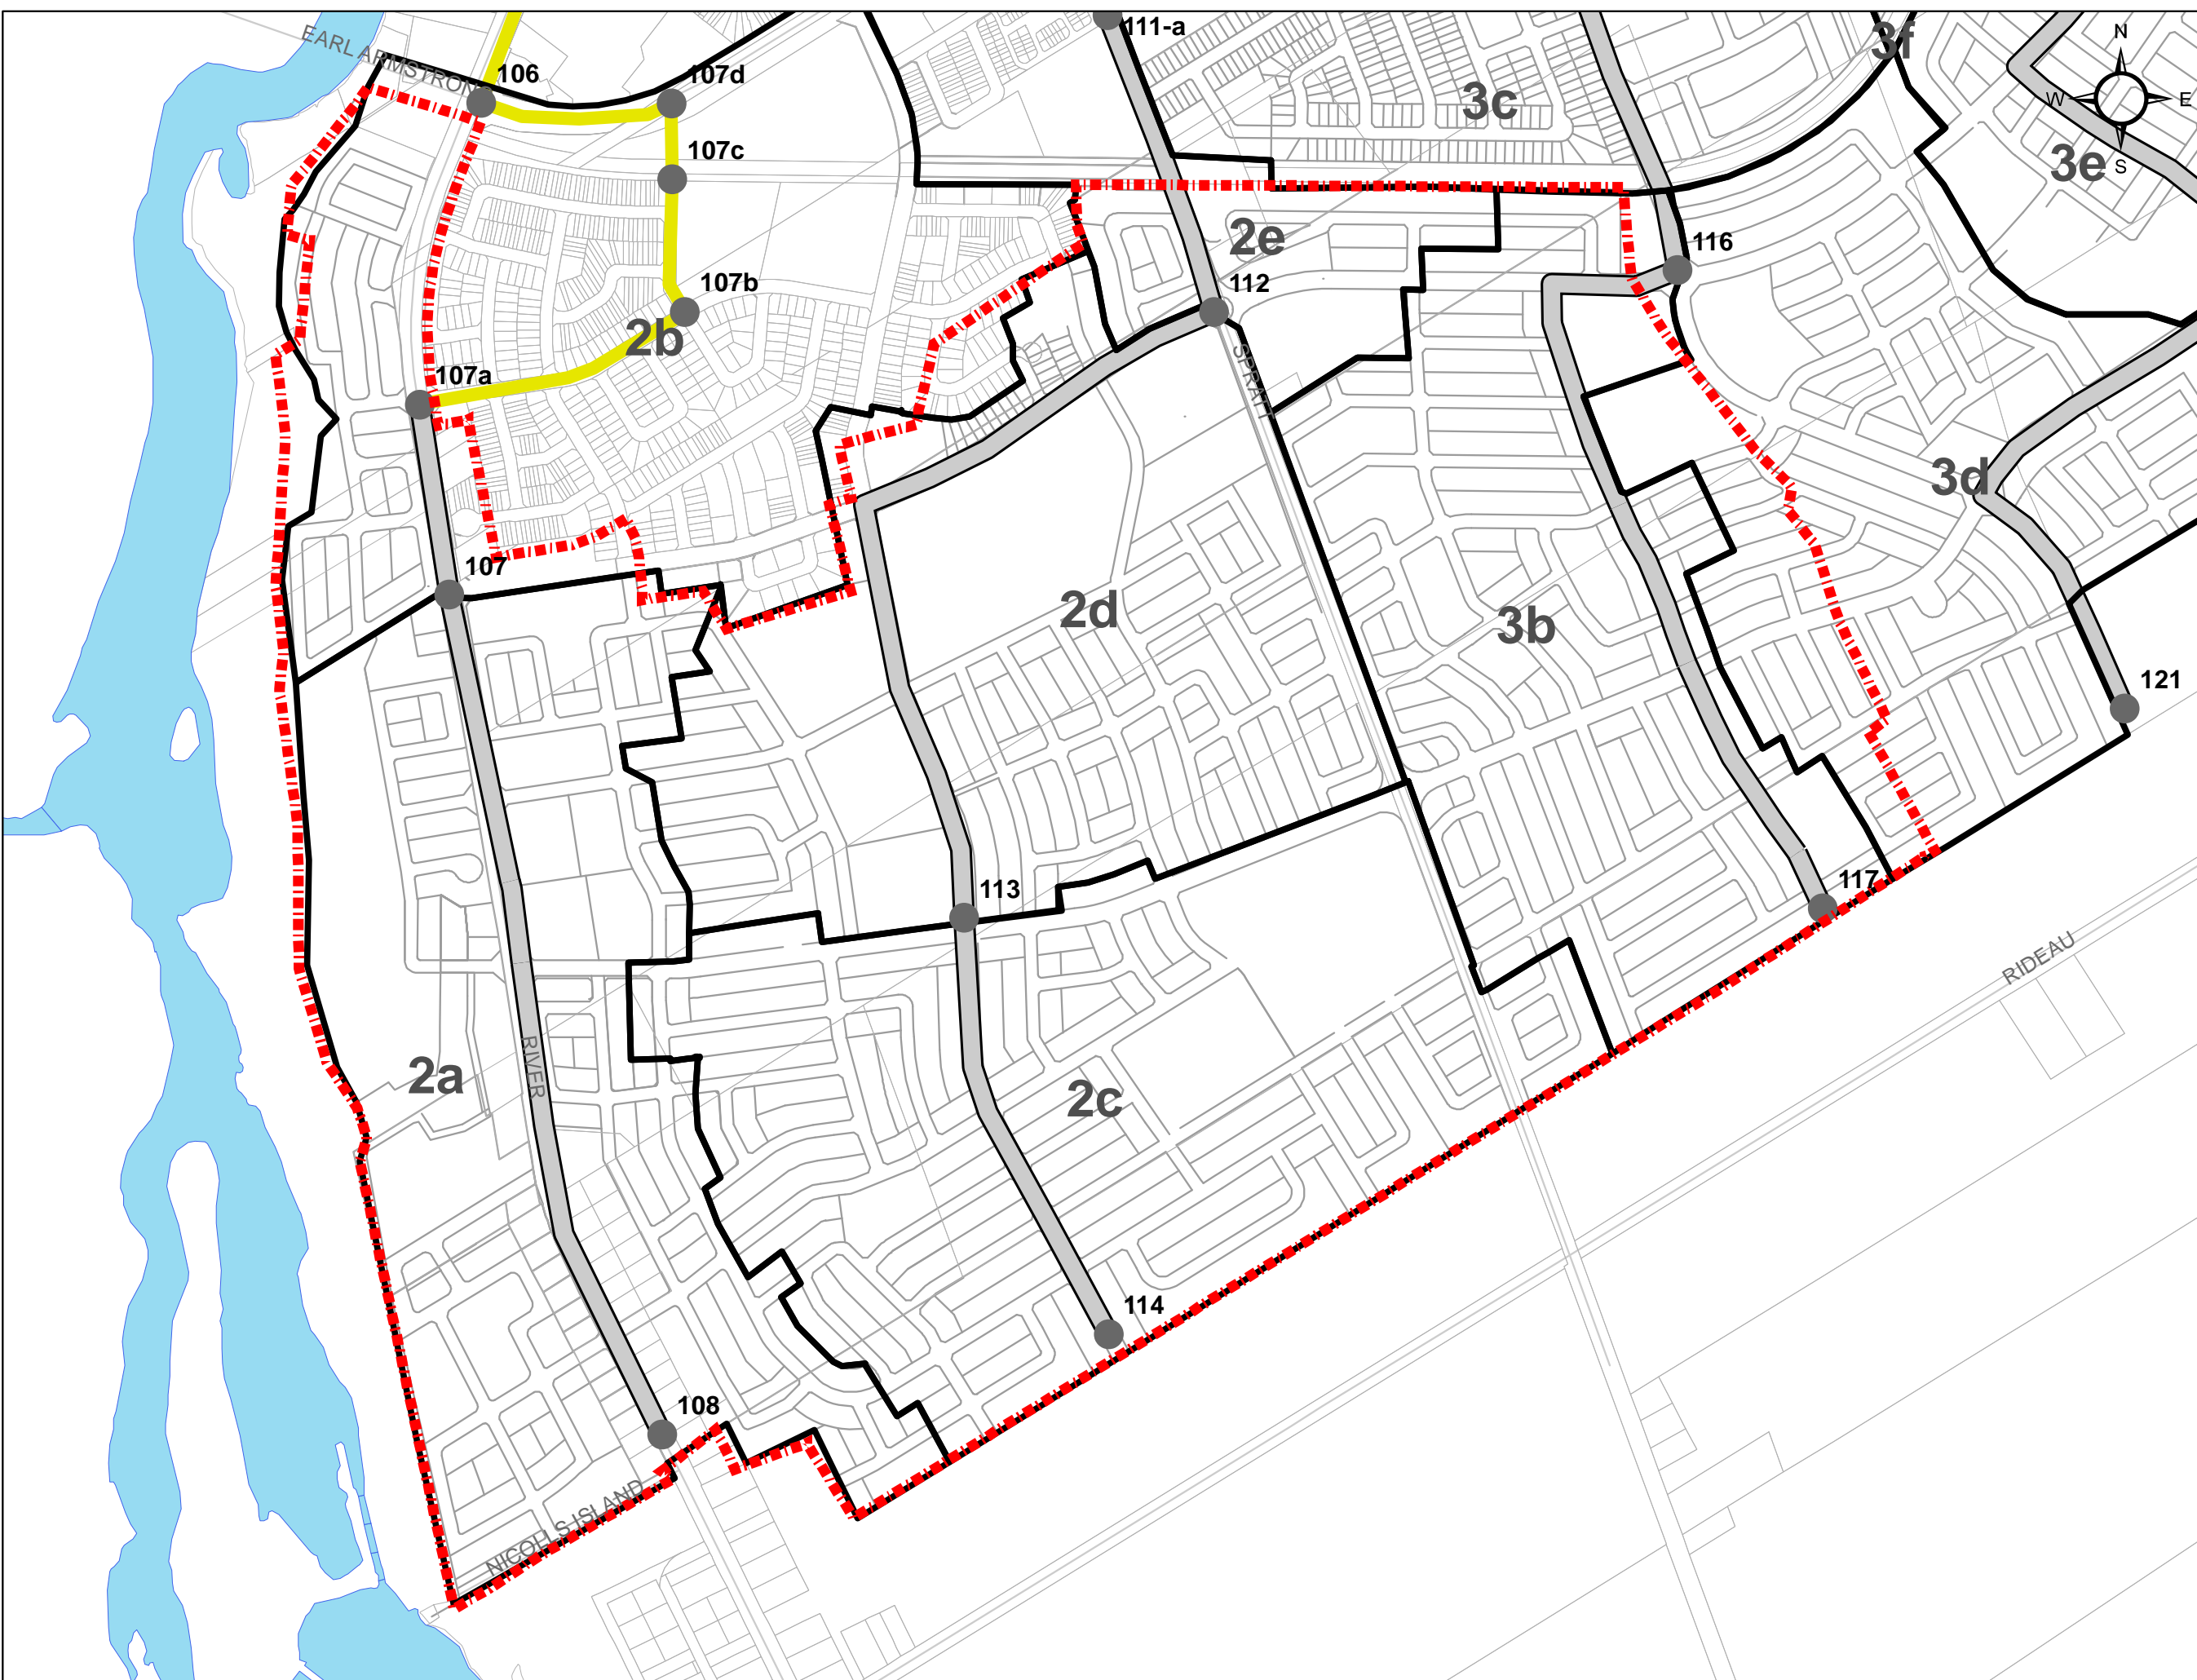 111-a
EARL ARMSTRONG
106
107d
3f
N
W
E
S
3c
107c
3e
2e
116
107b
112
2b
SPRATT
107a
3d
107
2d
3b
121
113
117
RIDEAU
2a
RIVER
2c
114
108
NICOLLS ISLAND